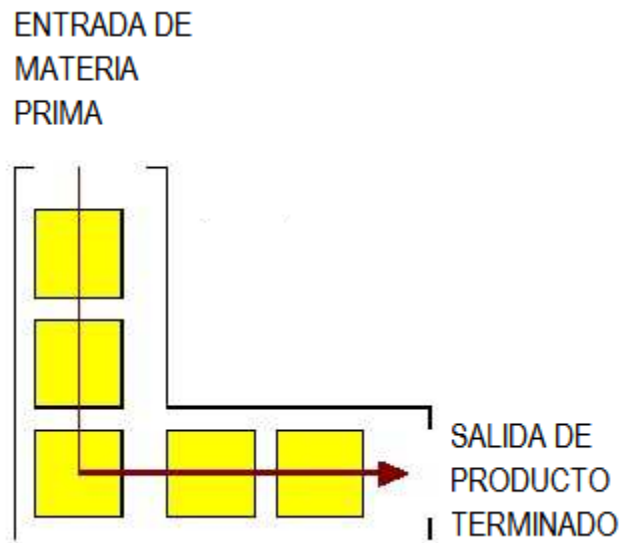 ENTRADA DE
MATERIA
PRIMA
SALIDA DE
PRODUCTO
TERMINADO